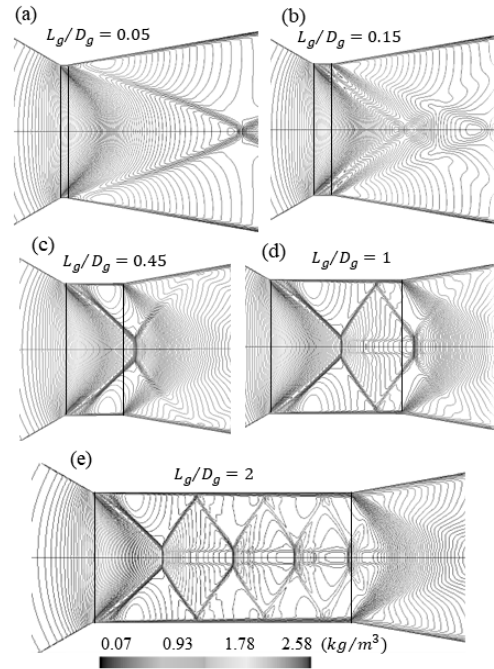 (a)
L_g/D_g = 0.05
(b)
L_g/D_g = 0.15
(c)
L_g/D_g = 0.45
(d)
L_g/D_g = 1
(e)
L_g/D_g = 2
0.07 0.93 1.78 2.58 (kg/m³)